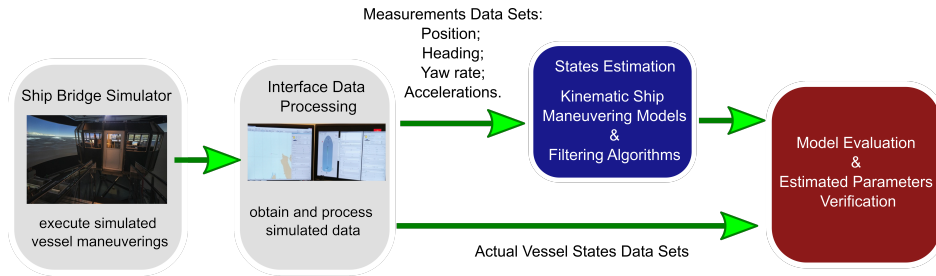 Ship Bridge Simulator
execute simulated
vessel maneuverings
Interface Data
Processing
obtain and process
simulated data
Measurements Data Sets:
Position;
Heading;
Yaw rate;
Accelerations.
States Estimation
Kinematic Ship
Maneuvering Models
&
Filtering Algorithms
Actual Vessel States Data Sets
Model Evaluation
&
Estimated Parameters
Verification